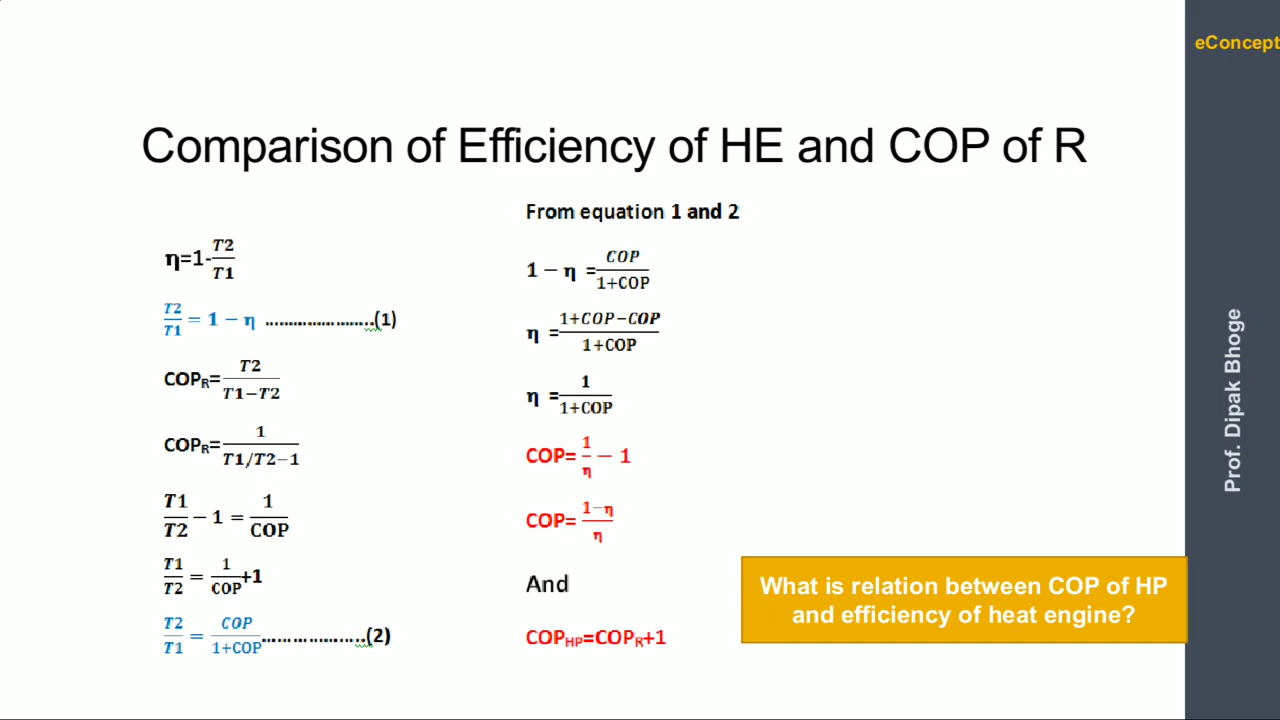 eConcept
Comparison of Efficiency of HE and COP of R
η=1-T2/T1
T2/T1 = 1 − η ........................(1)
COPR=T2/(T1−T2)
COPR=1/(T1/T2−1)
T1/T2 − 1 = 1/COP
T1/T2 = 1/COP+1
T2/T1 = COP/(1+COP)......................(2)
From equation 1 and 2
1 − η =COP/(1+COP)
η =(1+COP−COP)/(1+COP)
η =1/(1+COP)
COP= 1/η − 1
COP= (1−η)/η
And
COPHP=COPR+1
What is relation between COP of HP
and efficiency of heat engine?
Prof. Dipak Bhoge